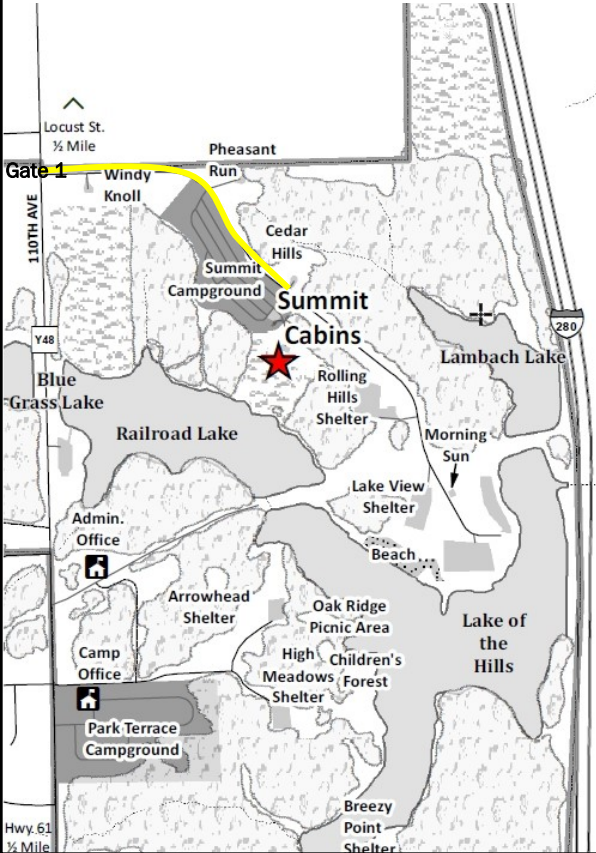 Locust St.
½ Mile
Gate 1
Windy
Knoll
Pheasant
Run
110TH AVE
Cedar
Hills
Summit
Campground
Summit
Cabins
280
Y48
Lambach Lake
Blue
Grass Lake
Rolling
Hills
Shelter
Railroad Lake
Morning
Sun
Lake View
Shelter
Admin.
Office
Beach
Arrowhead
Shelter
Oak Ridge
Picnic Area
Lake of
the
Hills
Camp
Office
High
Meadows
Shelter
Children's
Forest
Park Terrace
Campground
Breezy
Point
Shelter
Hwy. 61
½ Mile